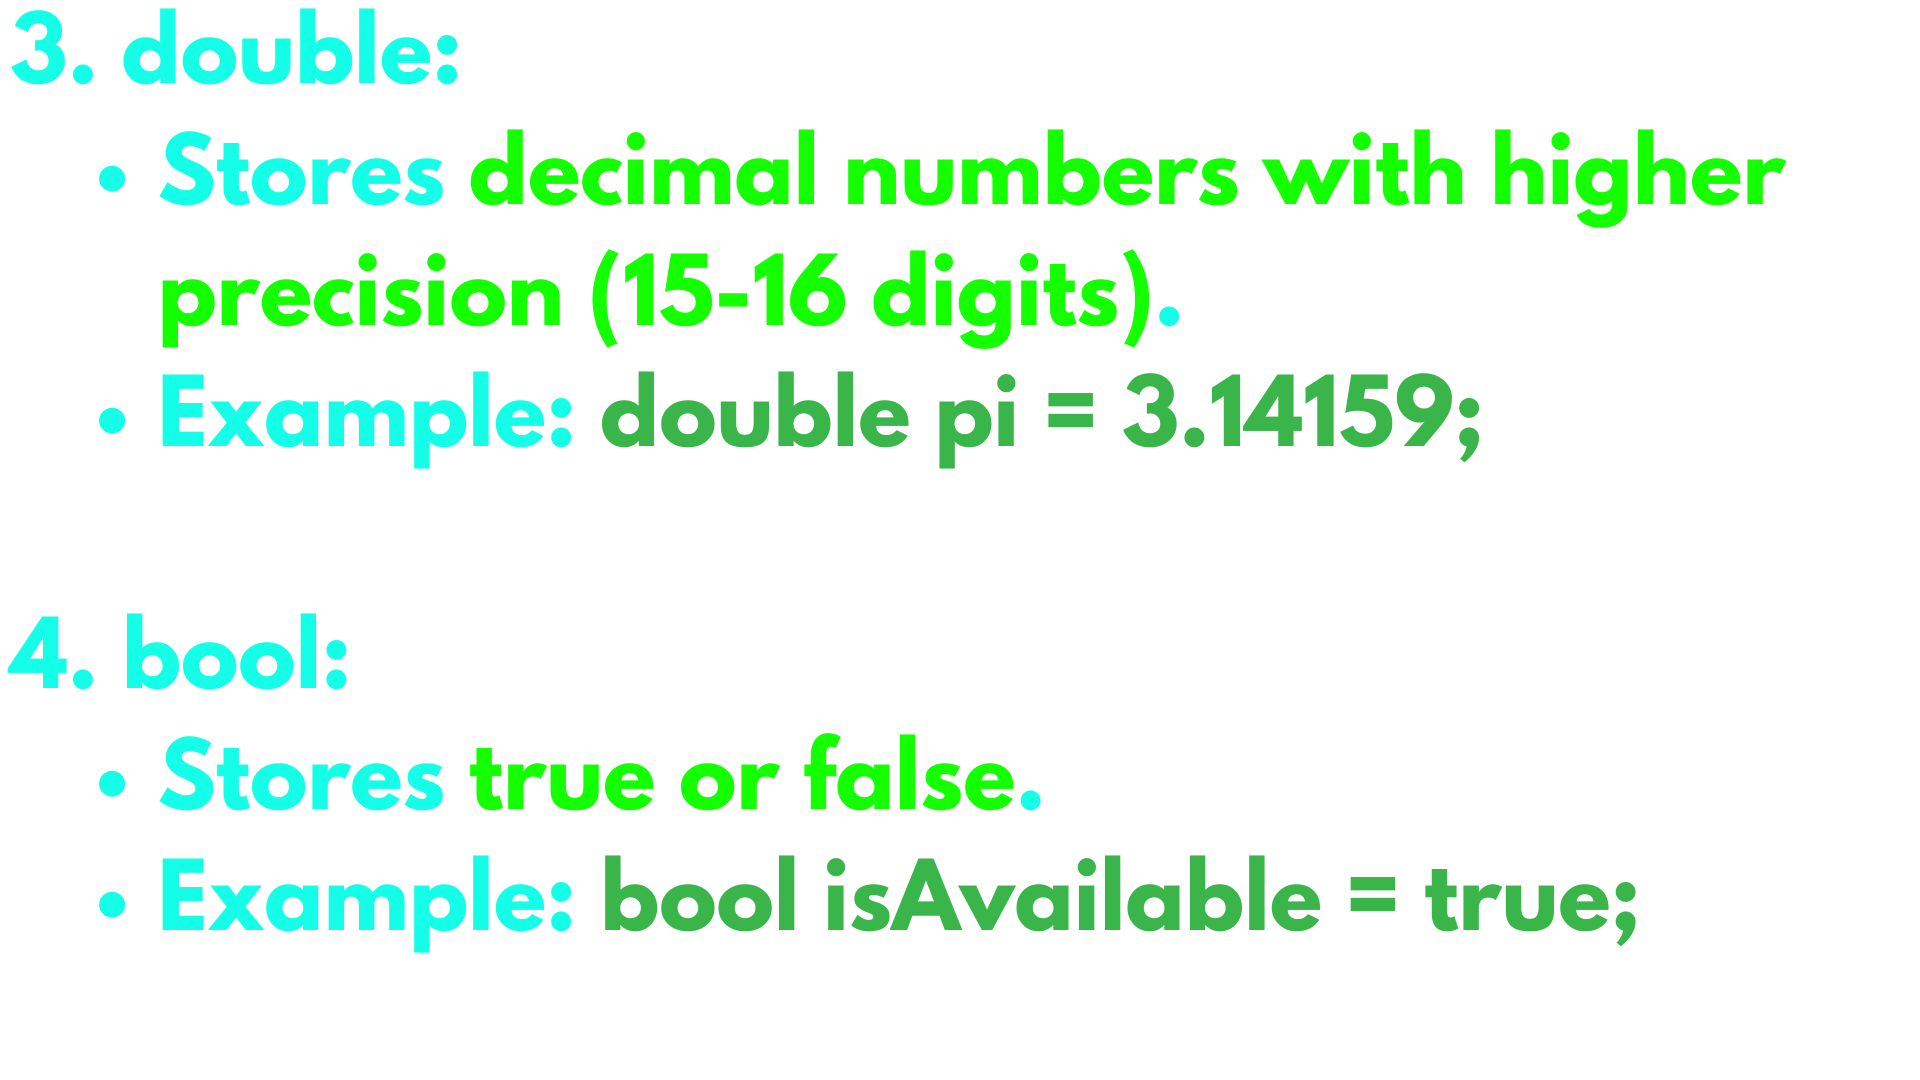 3. double:
• Stores decimal numbers with higher
precision (15-16 digits).
• Example: double pi = 3.14159;
4. bool:
• Stores true or false.
• Example: bool isAvailable = true;